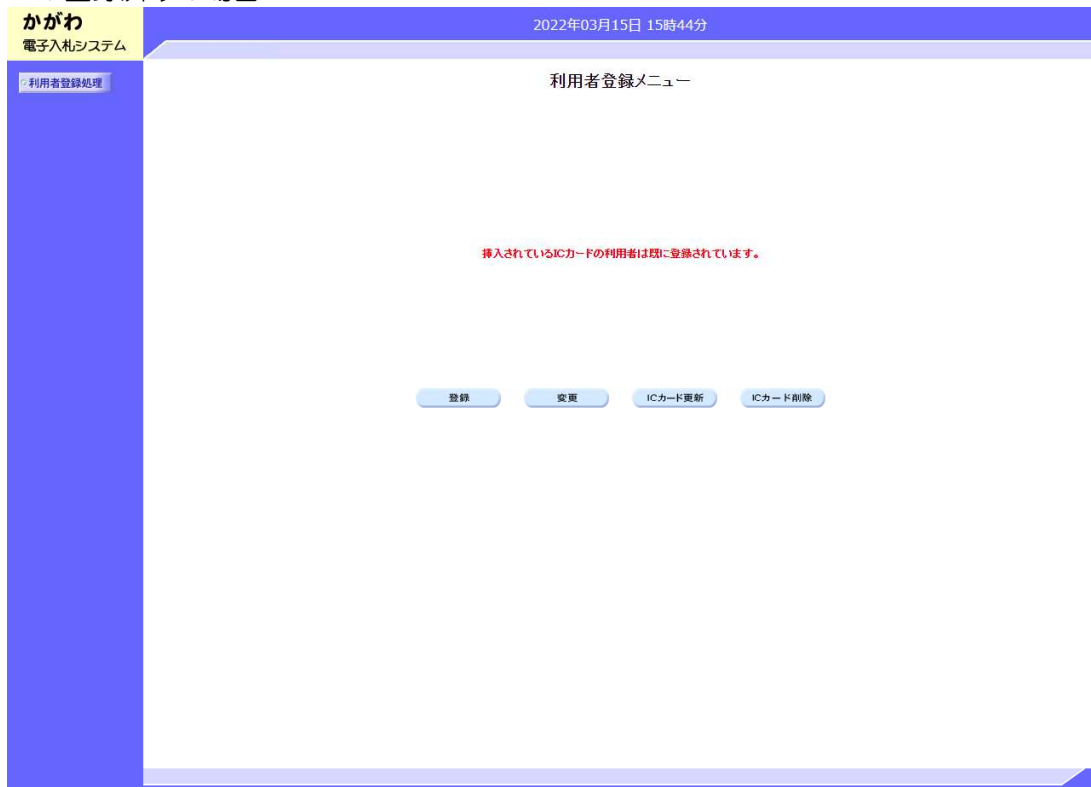 かがわ
電子入札システム
2022年03月15日 15時44分
利用者登録処理
利用者登録メニュー
挿入されているICカードの利用者は既に登録されています。
登録
変更
ICカード更新
ICカード削除